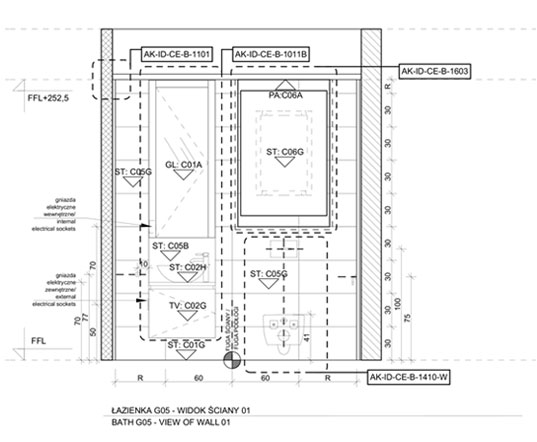 AK-ID-CE-B-1101
AK-ID-CE-B-1011B
AK-ID-CE-B-1603
FFL+252,5
R
PA:C06A
ST: C06G
GL: C01A
ST: C05G
30
30
30
30
30
30
30
30
30
gniazda
elektryczne
wewnętrzne/
internal
electrical sockets
ST: C05B
ST: C02H
10
ST: C05G
gniazda
elektryczne
zewnętrzne/
external
electrical sockets
TV: C02G
70
70
77
50
100
75
41
FUGA ŚCIANY /
FUGA PODŁOGI
FFL
ST: C01G
R
60
60
R
AK-ID-CE-B-1410-W
ŁAZIENKA G05 - WIDOK ŚCIANY 01
BATH G05 - VIEW OF WALL 01